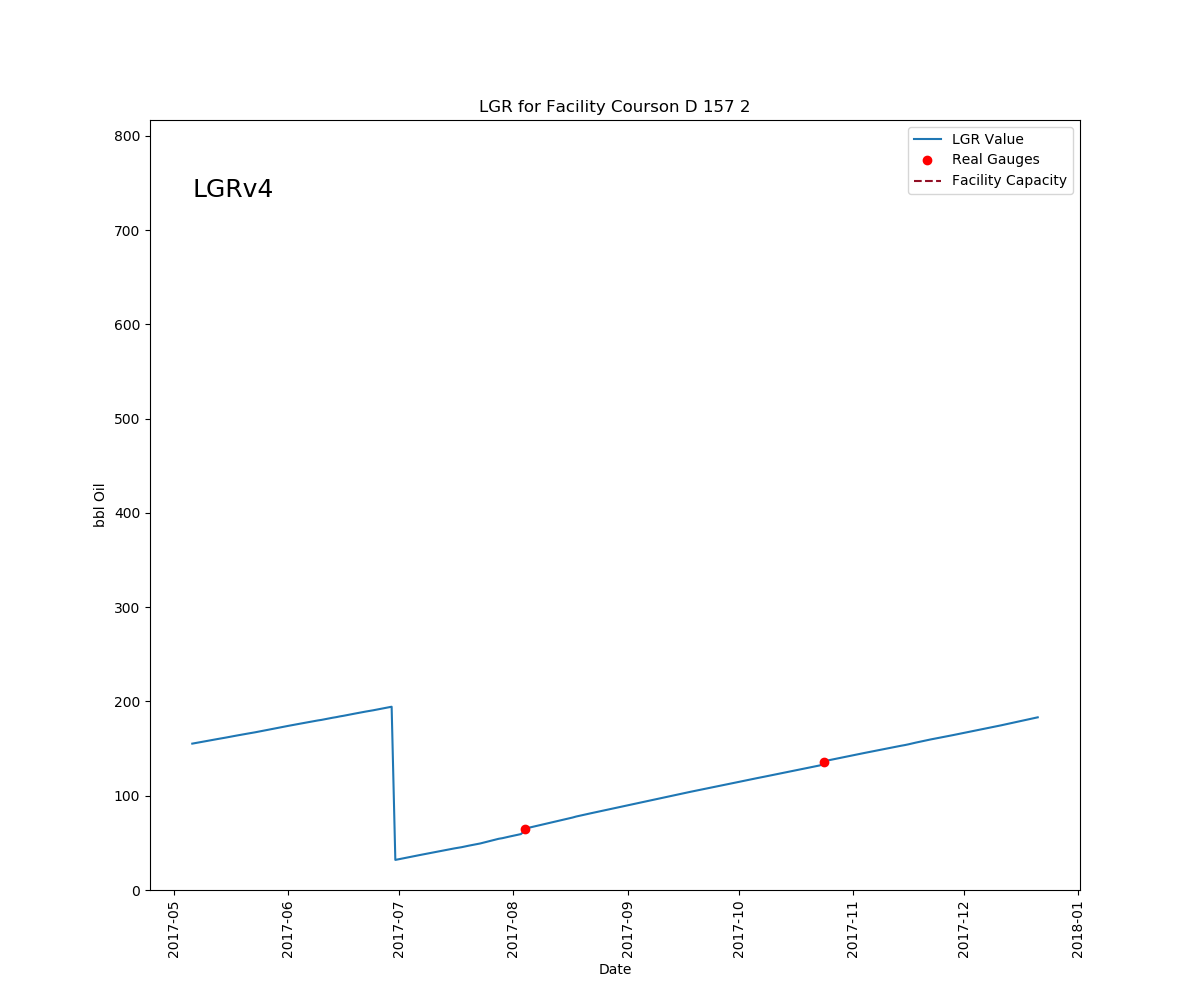 LGR for Facility Courson D 157 2
LGRv4
LGR Value
Real Gauges
Facility Capacity
bbl Oil
800
700
600
500
400
300
200
100
0
2017-05
2017-06
2017-07
2017-08
2017-09
2017-10
2017-11
2017-12
2018-01
Date